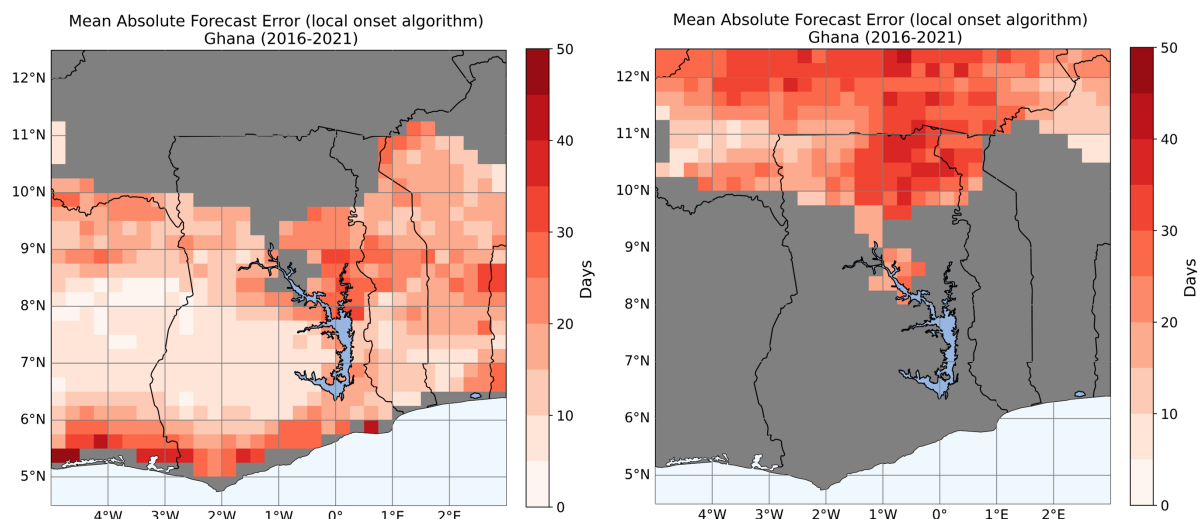 Mean Absolute Forecast Error (local onset algorithm)
Ghana (2016-2021)
12°N
11°N
10°N
9°N
8°N
7°N
6°N
5°N
4°W
3°W
2°W
1°W
0°
1°E
2°E
50
40
30
20
10
0
Days
Mean Absolute Forecast Error (local onset algorithm)
Ghana (2016-2021)
12°N
11°N
10°N
9°N
8°N
7°N
6°N
5°N
4°W
3°W
2°W
1°W
0°
1°E
2°E
50
40
30
20
10
0
Days